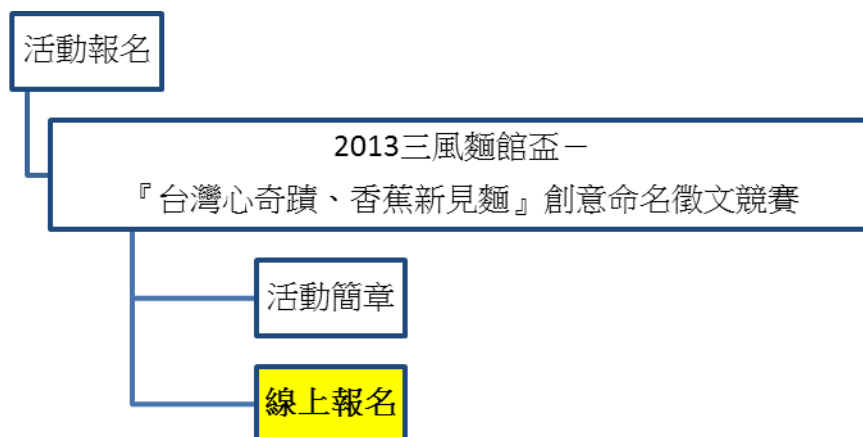 活動報名
2013三風麵館盃－
『台灣心奇蹟、香蕉新見麵』創意命名徵文競賽
活動簡章
線上報名